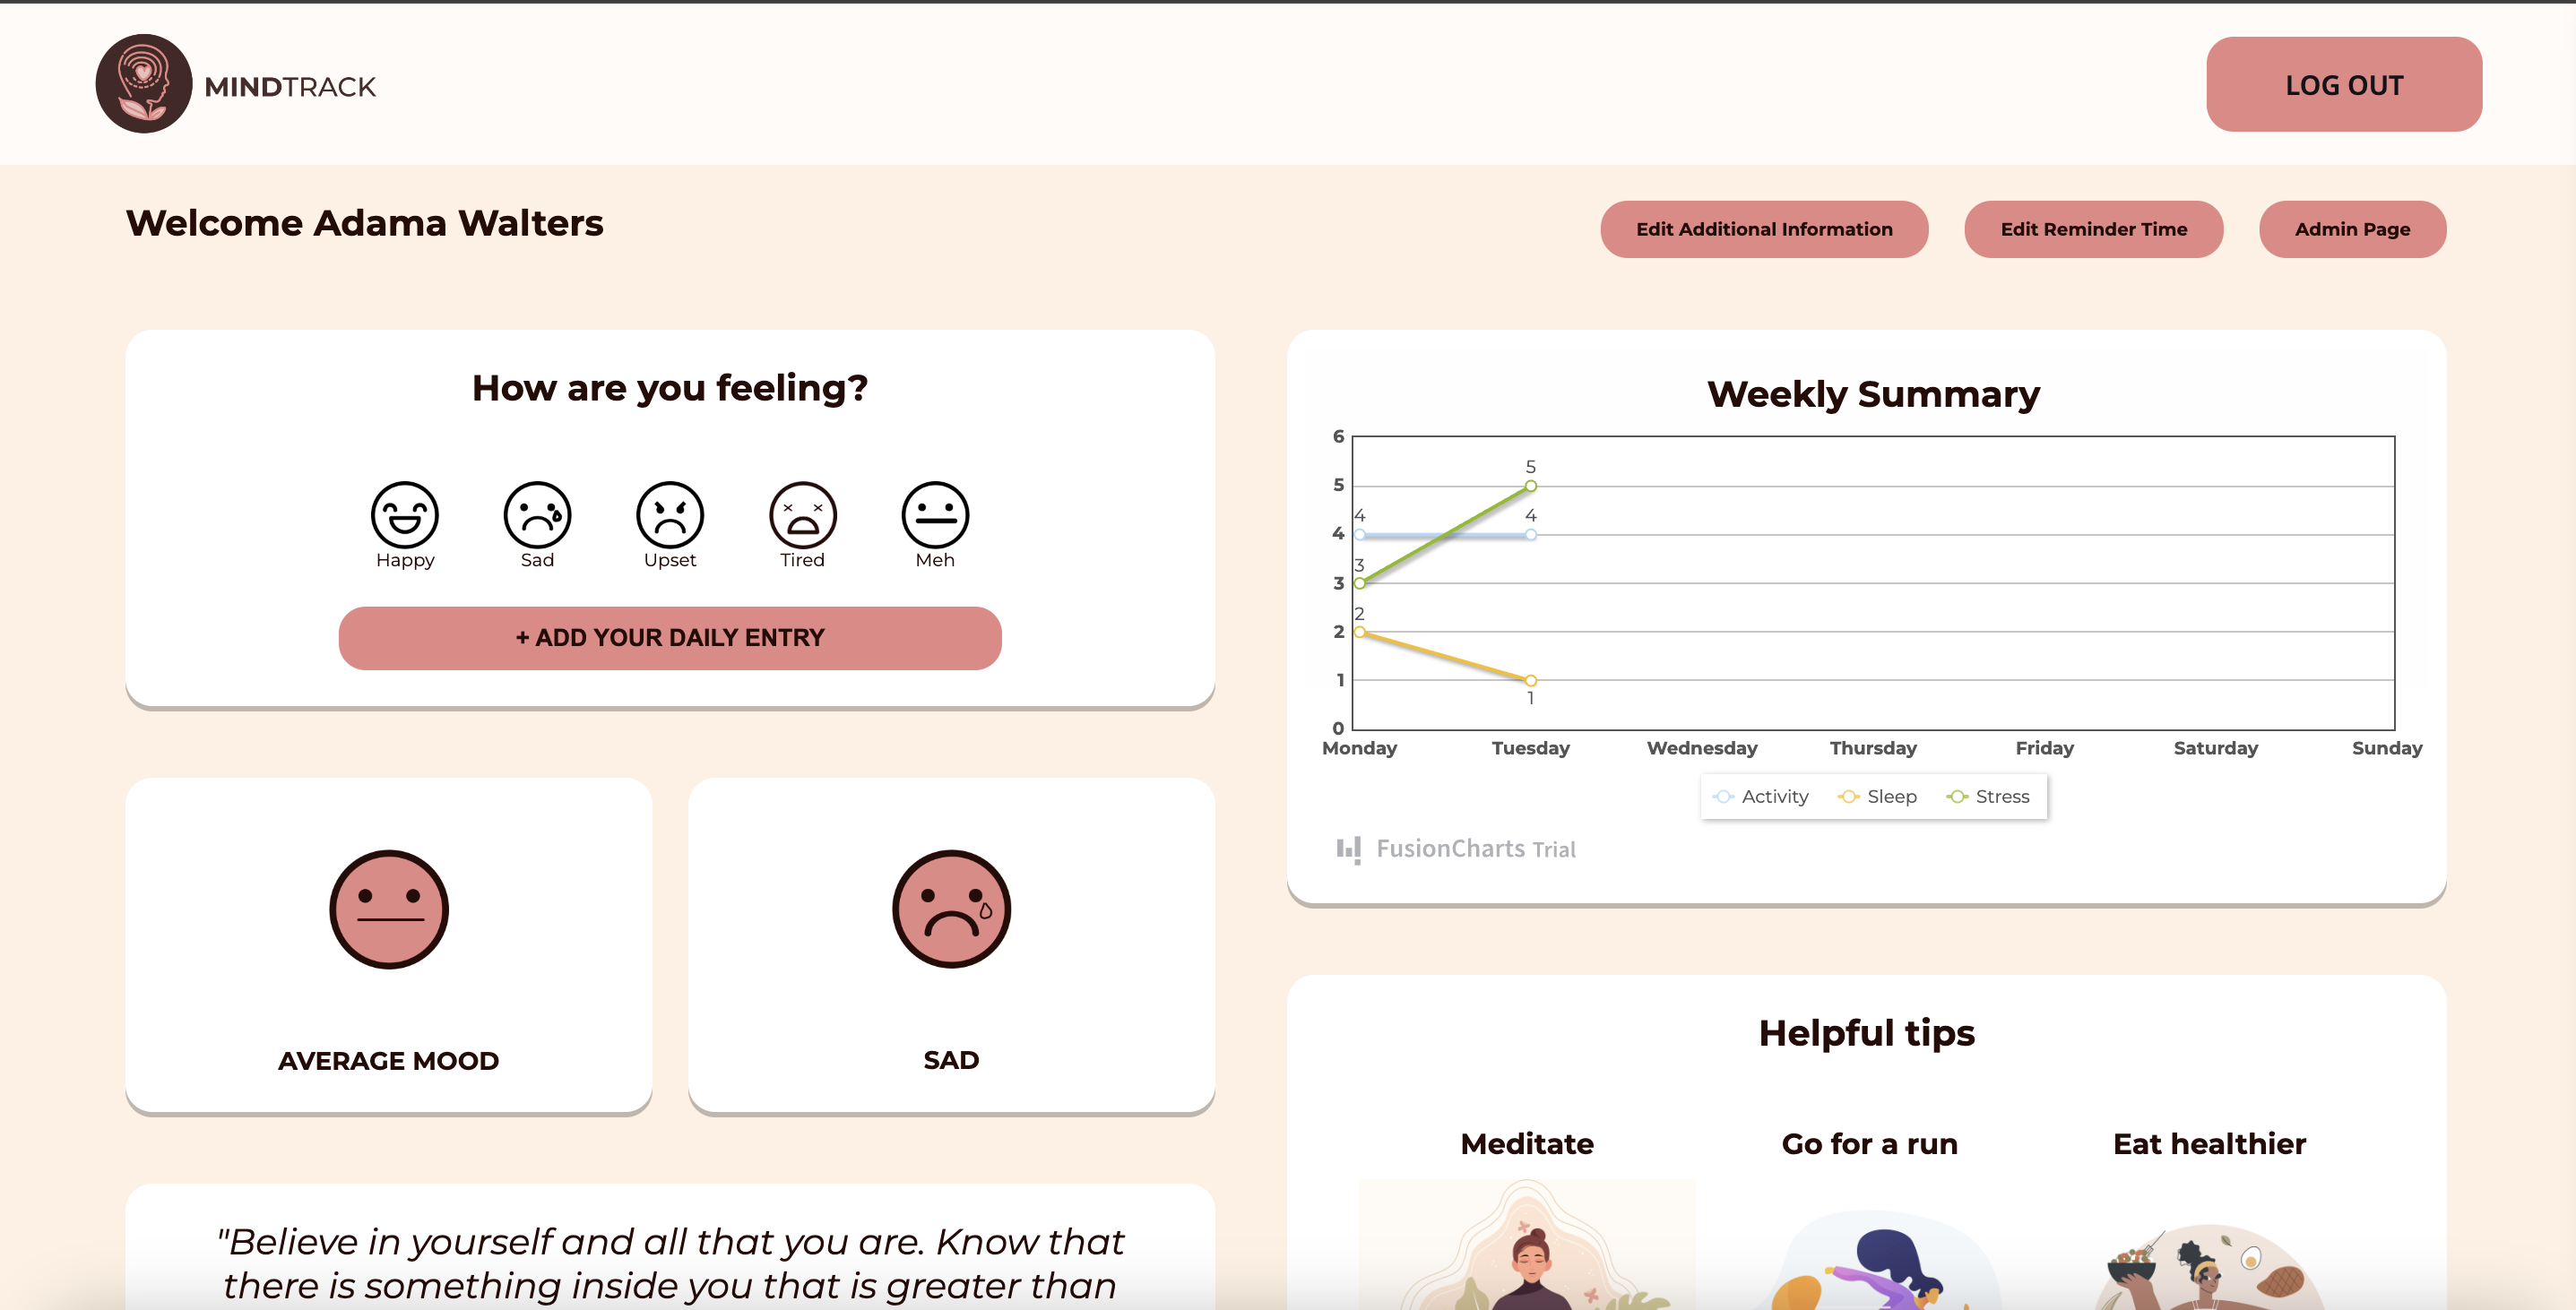 MINDTRACK
LOG OUT
Welcome Adama Walters
Edit Additional Information
Edit Reminder Time
Admin Page
How are you feeling?
Happy
Sad
Upset
Tired
Meh
+ ADD YOUR DAILY ENTRY
AVERAGE MOOD
SAD
"Believe in yourself and all that you are. Know that
there is something inside you that is greater than
Weekly Summary
6
5
4
3
2
1
0
4
3
2
5
4
1
Monday
Tuesday
Wednesday
Thursday
Friday
Saturday
Sunday
Activity
Sleep
Stress
FusionCharts Trial
Helpful tips
Meditate
Go for a run
Eat healthier